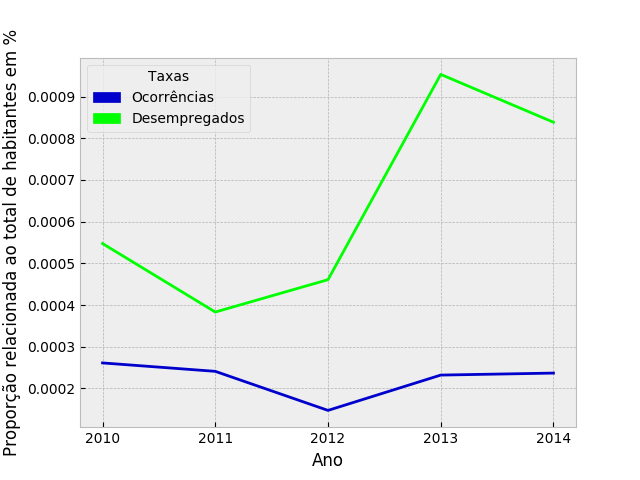 Proporção relacionada ao total de habitantes em %
Taxas
Ocorrências
Desempregados
0.0009
0.0008
0.0007
0.0006
0.0005
0.0004
0.0003
0.0002
2010 2011 2012 2013 2014
Ano